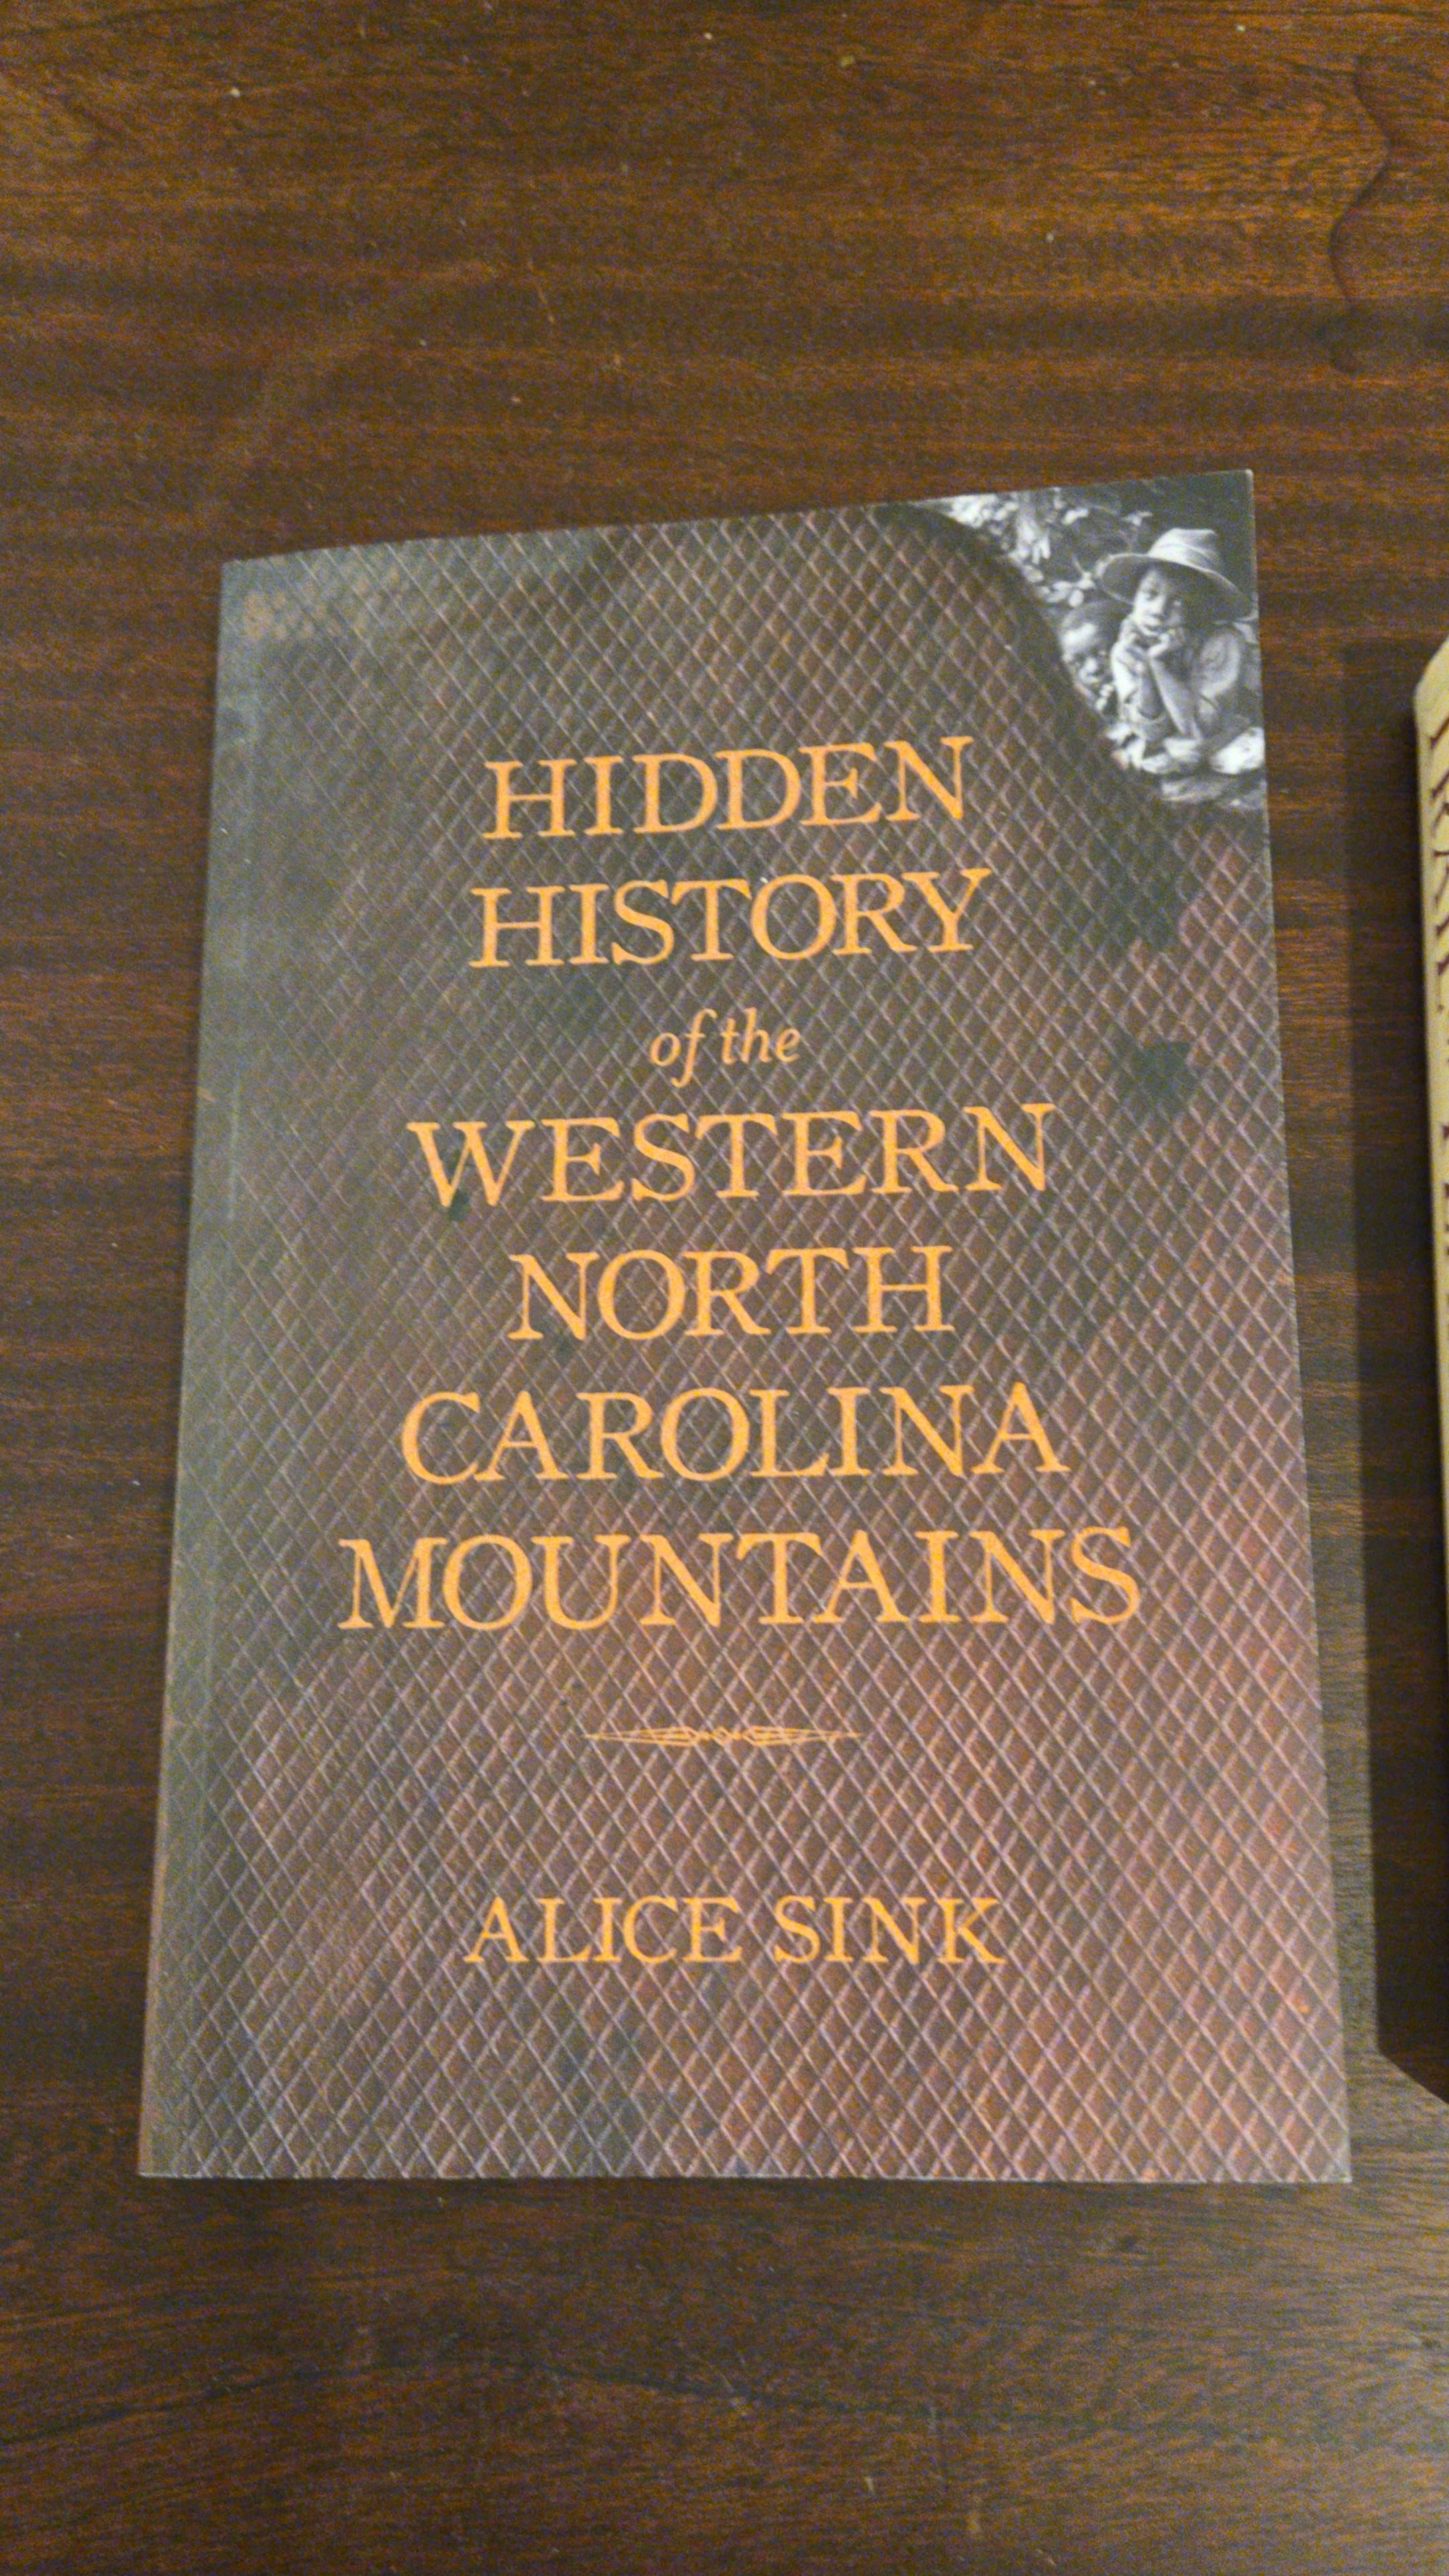 HIDDEN
HISTORY
of the
WESTERN
NORTH
CAROLINA
MOUNTAINS
ALICE SINK